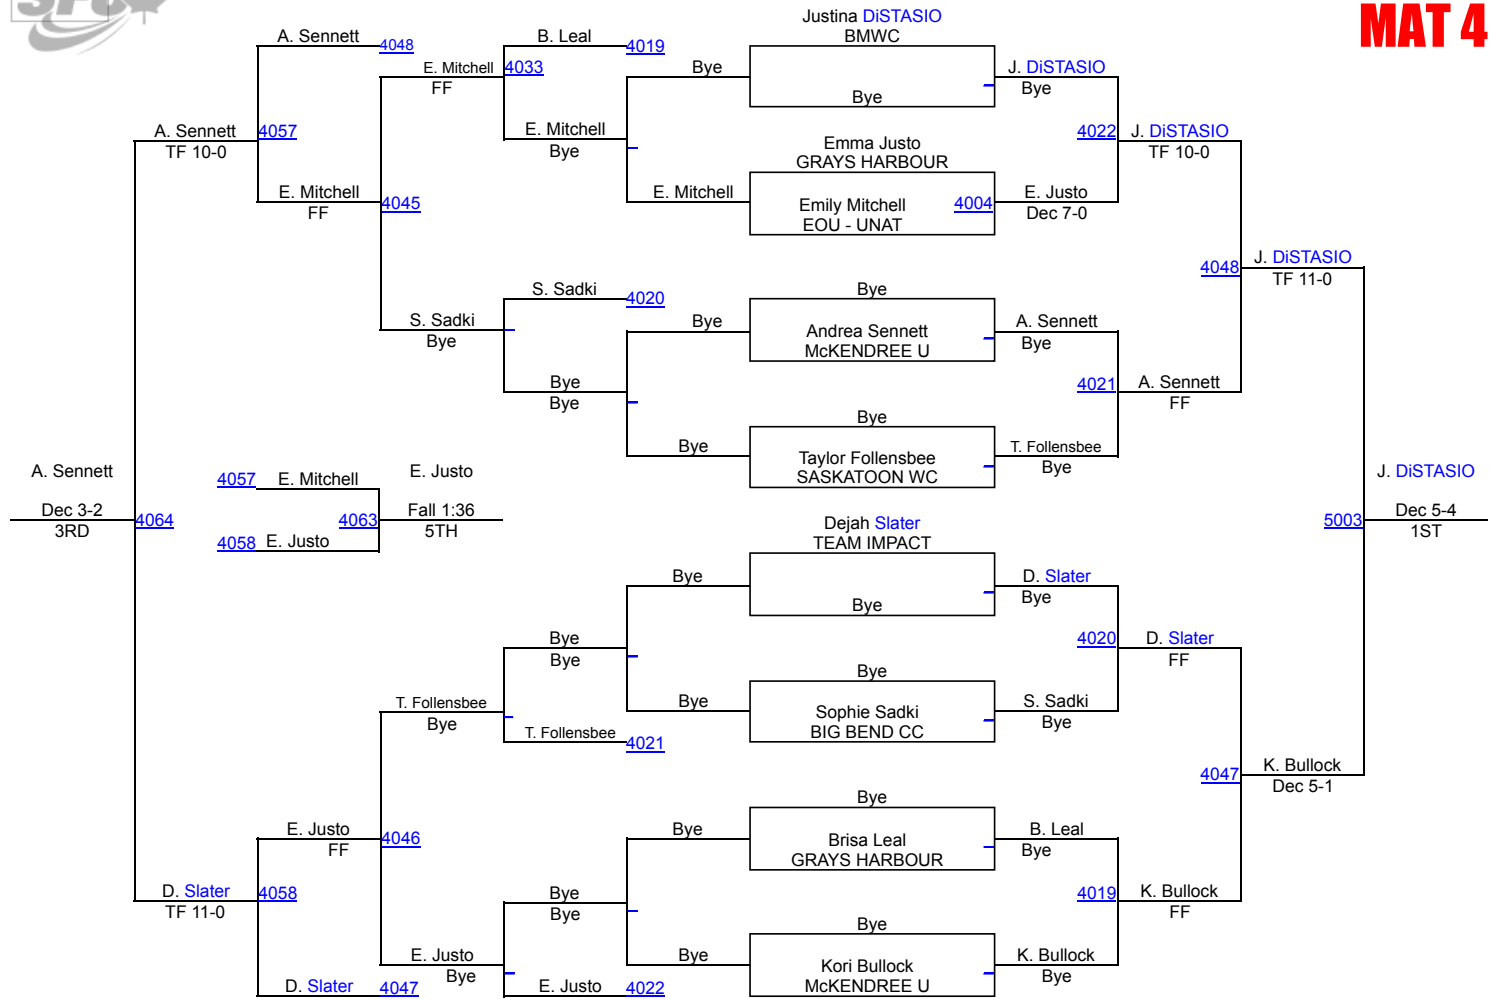 SFU
MAT 4
Justina DiSTASIO
BMWC
A. Sennett
4048
B. Leal
4019
E. Mitchell
4033
FF
Bye
Bye
J. DiSTASIO
Bye
A. Sennett
4057
TF 10-0
E. Mitchell
Bye
4022
J. DiSTASIO
TF 10-0
Emma Justo
GRAYS HARBOUR
E. Mitchell
FF
4045
E. Mitchell
Emily Mitchell
EOU - UNAT
4004
E. Justo
Dec 7-0
4048
J. DiSTASIO
TF 11-0
S. Sadki
4020
Bye
S. Sadki
Bye
Bye
Andrea Sennett
McKENDREE U
A. Sennett
Bye
Bye
Bye
4021
A. Sennett
FF
Bye
Bye
Taylor Follensbee
SASKATOON WC
T. Follensbee
Bye
A. Sennett
4057
E. Mitchell
E. Justo
J. DiSTASIO
Dec 3-2
3RD
4064
4063
Fall 1:36
5TH
5003
Dec 5-4
1ST
4058
E. Justo
Dejah Slater
TEAM IMPACT
Bye
Bye
D. Slater
Bye
Bye
Bye
4020
D. Slater
FF
Bye
T. Follensbee
Bye
Bye
Sophie Sadki
BIG BEND CC
S. Sadki
Bye
T. Follensbee
4021
4047
K. Bullock
Dec 5-1
Bye
E. Justo
FF
4046
Bye
Brisa Leal
GRAYS HARBOUR
B. Leal
Bye
D. Slater
TF 11-0
4058
Bye
Bye
4019
K. Bullock
FF
Bye
E. Justo
Bye
Bye
Kori Bullock
McKENDREE U
K. Bullock
Bye
D. Slater
4047
E. Justo
4022